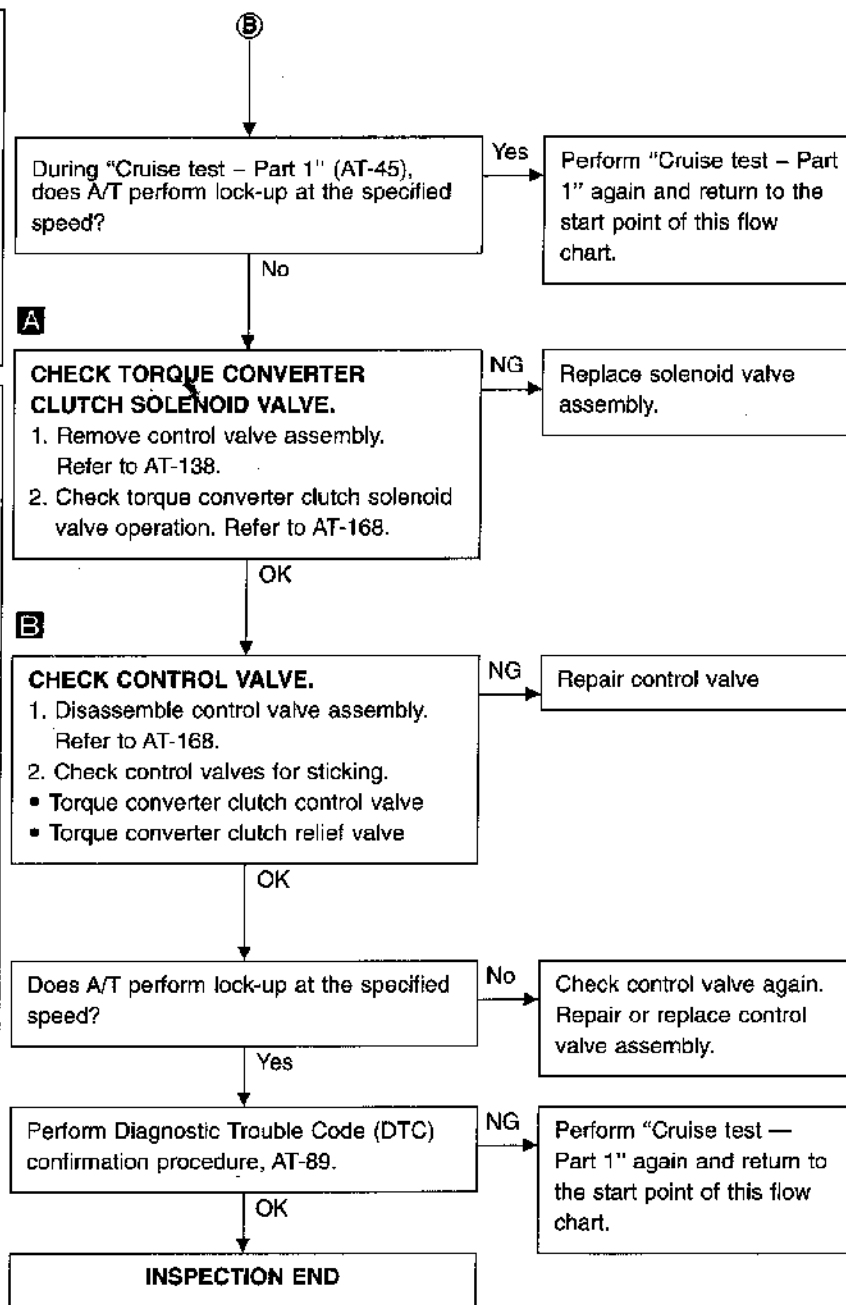 B
During "Cruise test – Part 1" (AT-45),
does A/T perform lock-up at the specified
speed?
Yes
Perform "Cruise test – Part
1" again and return to the
start point of this flow
chart.
No
A
CHECK TORQUE CONVERTER
CLUTCH SOLENOID VALVE.
1. Remove control valve assembly.
Refer to AT-138.
2. Check torque converter clutch solenoid
valve operation. Refer to AT-168.
NG
Replace solenoid valve
assembly.
OK
B
CHECK CONTROL VALVE.
1. Disassemble control valve assembly.
Refer to AT-168.
2. Check control valves for sticking.
• Torque converter clutch control valve
• Torque converter clutch relief valve
NG
Repair control valve
OK
Does A/T perform lock-up at the specified
speed?
No
Check control valve again.
Repair or replace control
valve assembly.
Yes
Perform Diagnostic Trouble Code (DTC)
confirmation procedure, AT-89.
NG
Perform "Cruise test —
Part 1" again and return to
the start point of this flow
chart.
OK
INSPECTION END